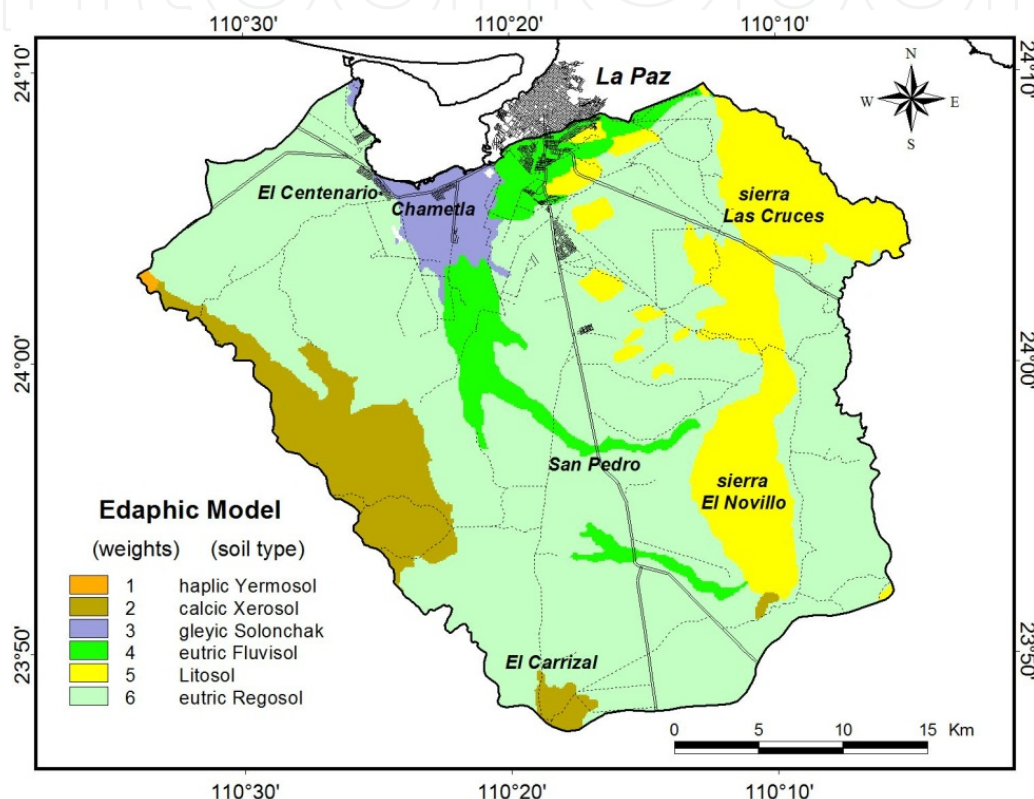 110°30'
110°20'
110°10'
24°10'
24°10'
La Paz
N
W
E
S
El Centenario
Chametla
sierra
Las Cruces
24°00'
24°00'
San Pedro
sierra
El Novillo
Edaphic Model
(weights) (soil type)
1 haplic Yermosol
2 calcic Xerosol
3 gleyic Solonchak
4 eutric Fluvisol
5 Litosol
6 eutric Regosol
23°50'
23°50'
El Carrizal
0 5 10 15 Km
110°30'
110°20'
110°10'